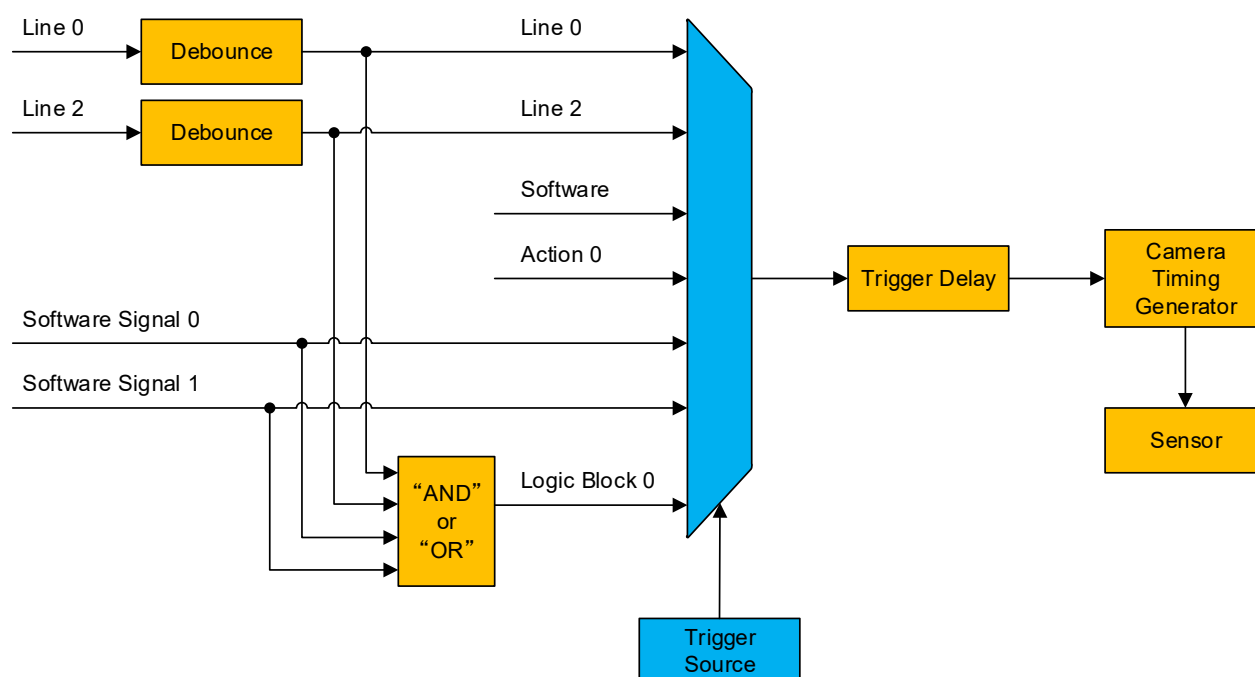 Line 0
Debounce
Line 0
Line 2
Debounce
Line 2
Software
Action 0
Software Signal 0
Software Signal 1
“AND”
or
“OR”
Logic Block 0
Trigger Delay
Camera
Timing
Generator
Sensor
Trigger
Source